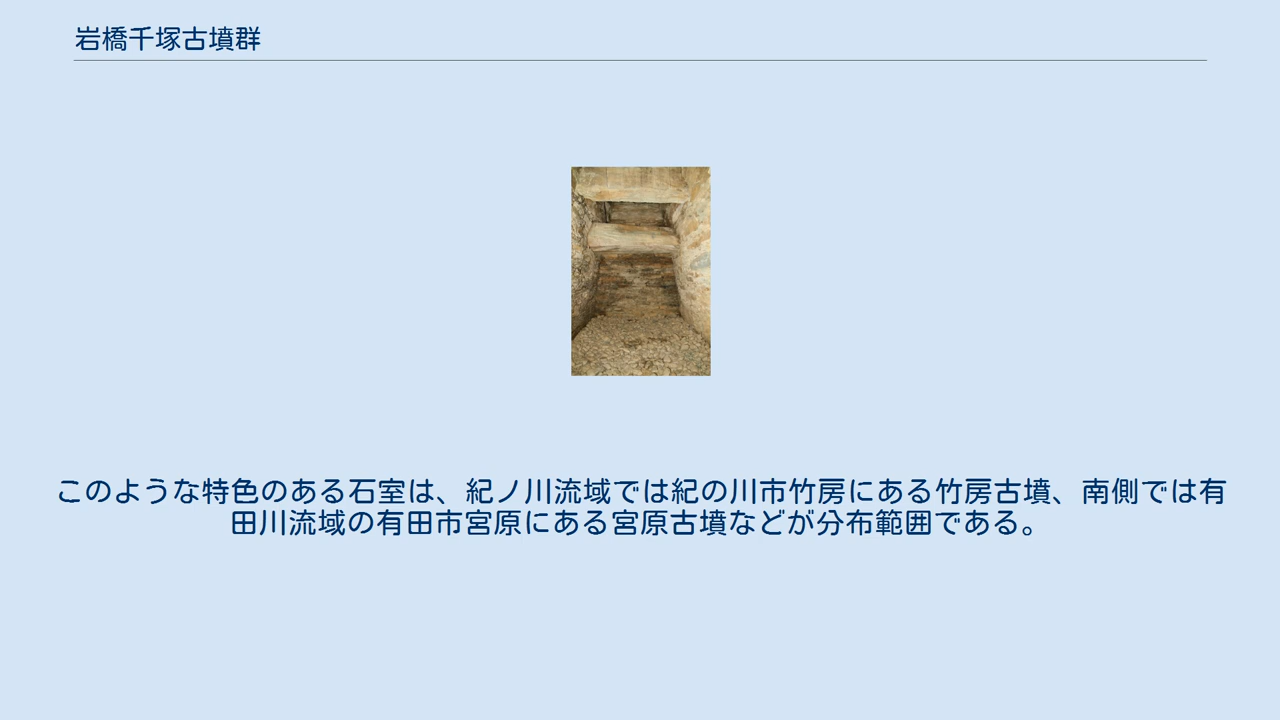 岩橋千塚古墳群
このような特色のある石室は、紀ノ川流域では紀の川市竹房にある竹房古墳、南側では有
田川流域の有田市宮原にある宮原古墳などが分布範囲である。